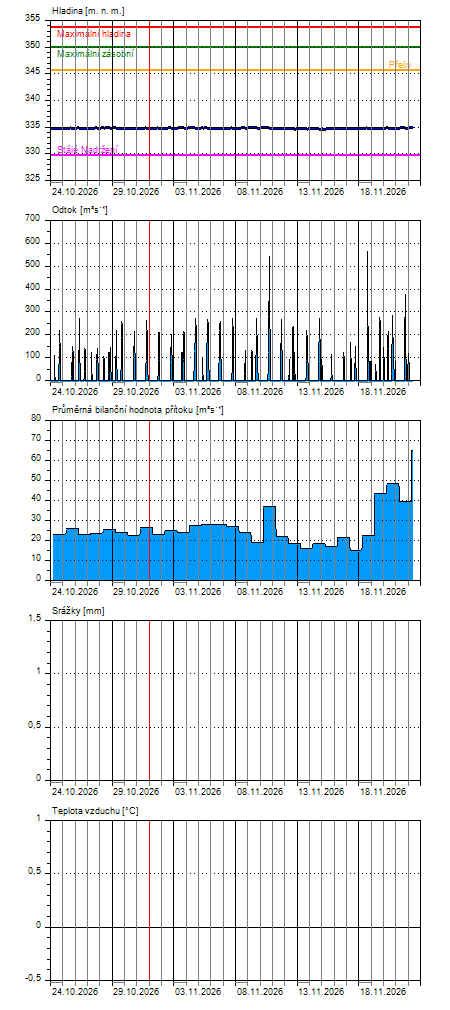 Hladina [m. n. m.]
355
Maximální hladina
350
Maximální zásobní
345
Přeliv
340
335
330
Stálé Nadržení
325
24.10.2026 29.10.2026 03.11.2026 08.11.2026 13.11.2026 18.11.2026
Odtok [m³s⁻¹]
700
600
500
400
300
200
100
0
24.10.2026 29.10.2026 03.11.2026 08.11.2026 13.11.2026 18.11.2026
Průměrná bilanční hodnota přítoku [m³s⁻¹]
80
70
60
50
40
30
20
10
0
24.10.2026 29.10.2026 03.11.2026 08.11.2026 13.11.2026 18.11.2026
Srážky [mm]
1,5
1
0,5
0
24.10.2026 29.10.2026 03.11.2026 08.11.2026 13.11.2026 18.11.2026
Teplota vzduchu [°C]
1
0,5
0
-0,5
24.10.2026 29.10.2026 03.11.2026 08.11.2026 13.11.2026 18.11.2026